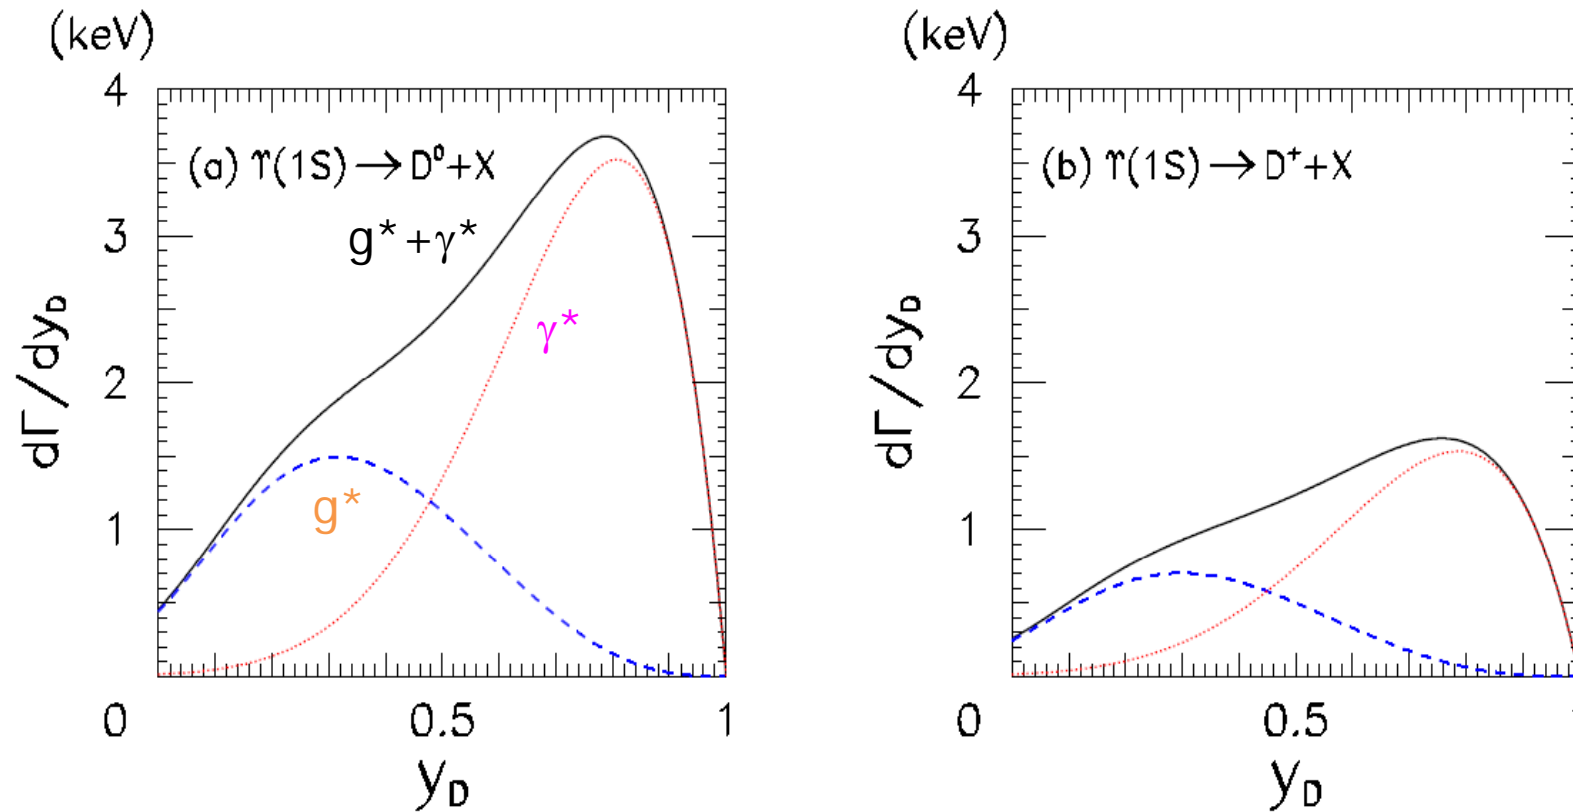 (keV)
4
3
2
1
0
0.5
1
dΓ/dy_D
y_D
(a) ϒ(1S)→D⁰+X
g*+γ*
γ*
g*
(keV)
4
3
2
1
0
0.5
dΓ/dy_D
y_D
(b) ϒ(1S)→D⁺+X